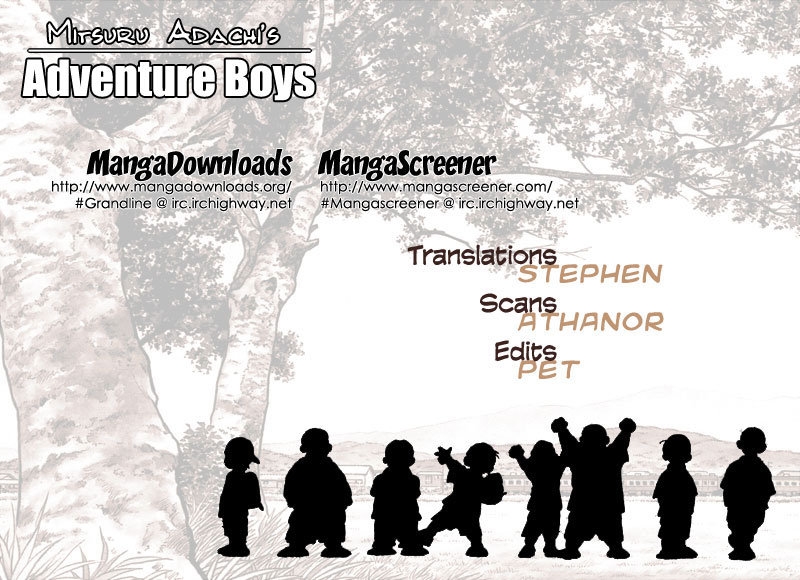 Mitsuru Adachi's
Adventure Boys
MangaDownloads
http://www.mangadownloads.org/
#Grandline @ irc.irchighway.net
MangaScreener
http://www.mangascreener.com/
#Mangascreener @ irc.irchighway.net
Translations
STEPHEN
Scans
ATHANOR
Edits
PET